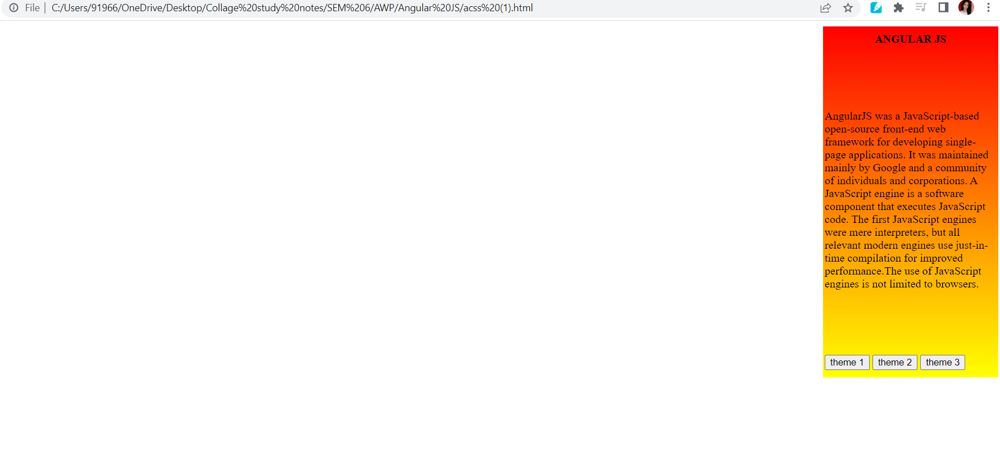 File | C:/Users/91966/OneDrive/Desktop/Collage%20study%20notes/SEM%206/AWP/Angular%20JS/acss%20(1).html
ANGULAR JS
AngularJS was a JavaScript-based
open-source front-end web
framework for developing single-
page applications. It was maintained
mainly by Google and a community
of individuals and corporations. A
JavaScript engine is a software
component that executes JavaScript
code. The first JavaScript engines
were mere interpreters, but all
relevant modern engines use just-in-
time compilation for improved
performance.The use of JavaScript
engines is not limited to browsers.
theme 1 theme 2 theme 3